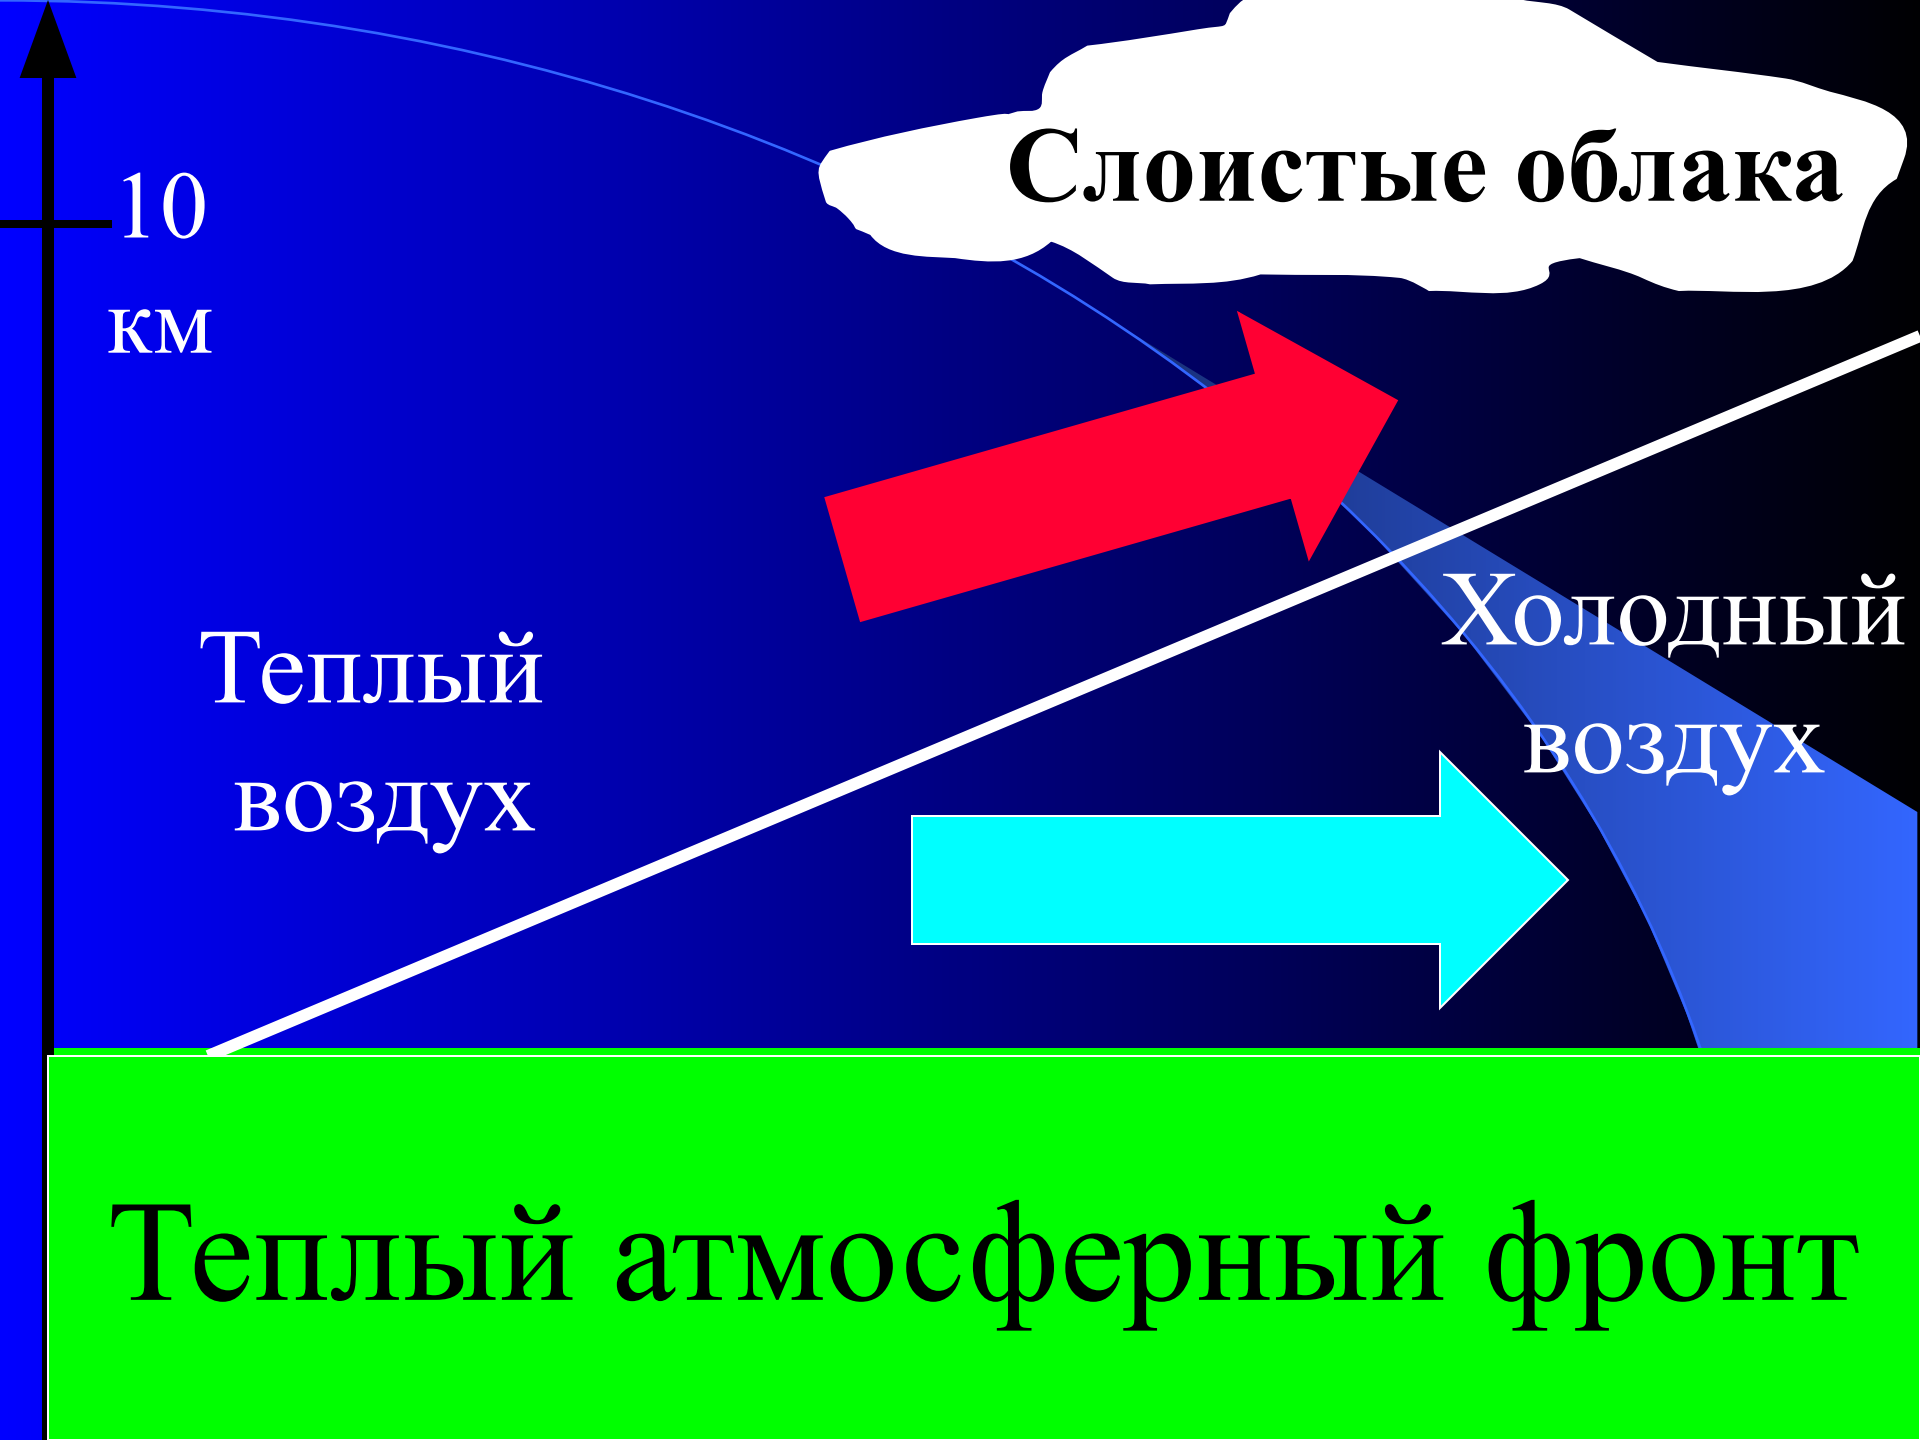 Слоистые облака
10
км
Холодный
воздух
Теплый
воздух
Теплый атмосферный фронт